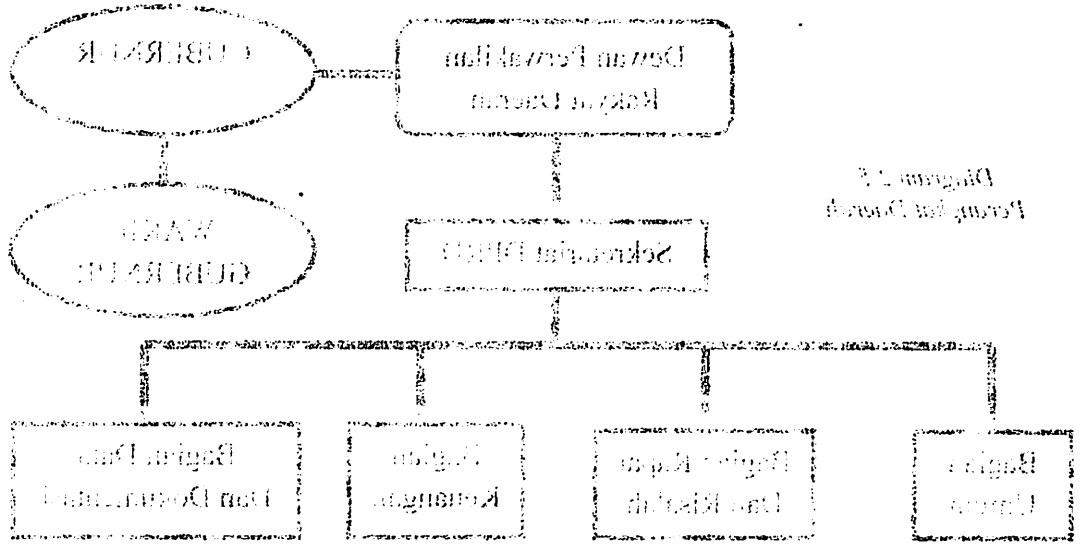 Diagram 2.5
Perangkat Daerah
GUBERNUR
Dewan Perwakilan
Rakyat Daerah
WAKIL
GUBERNUR
Sekretariat DPRD
Bagian
Umum
Bagian Rapat
Dan Risalah
Bagian
Keuangan
Bagian Data
Dan Dokumentasi